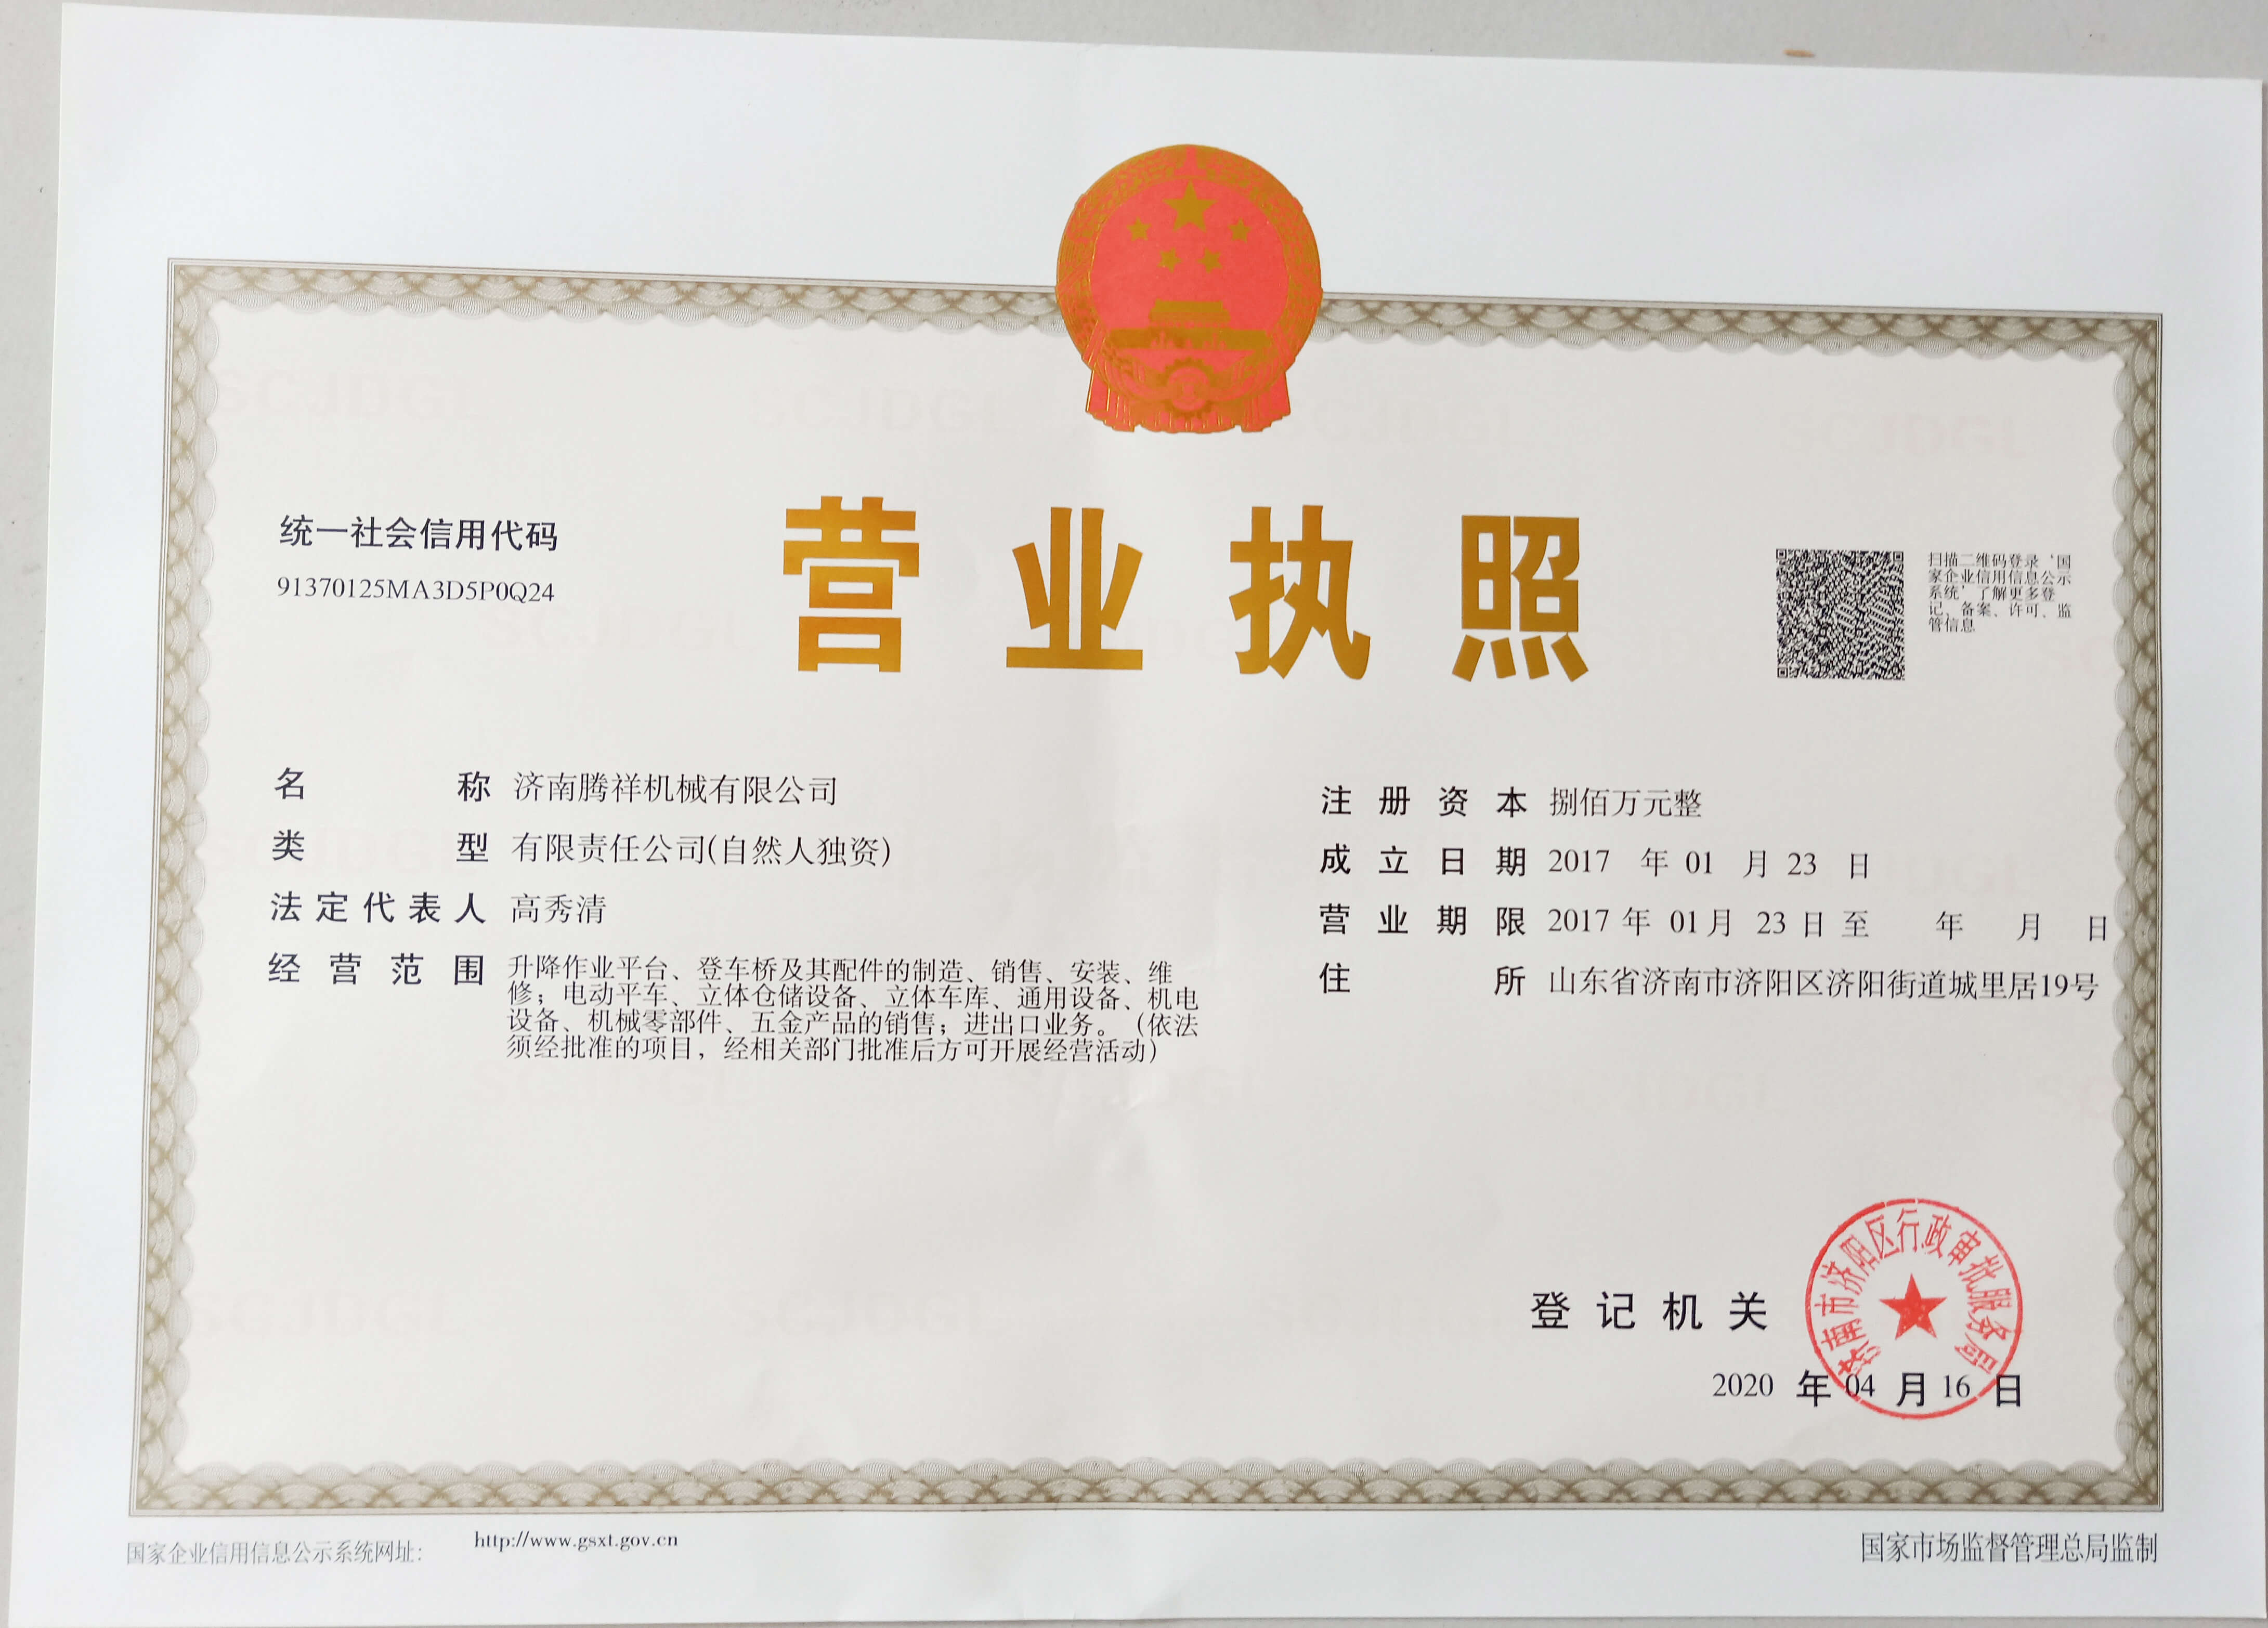 营业执照
统一社会信用代码
91370125MA3D5P0Q24
扫描二维码登录‘国
家企业信用信息公示
系统’了解更多登
记、备案、许可、监
管信息
名称 济南腾祥机械有限公司
类型 有限责任公司(自然人独资)
法定代表人 高秀清
经营范围 升降作业平台、登车桥及其配件的制造、销售、安装、维
修；电动平车、立体仓储设备、立体车库、通用设备、机电
设备、机械零部件、五金产品的销售；进出口业务。（依法
须经批准的项目，经相关部门批准后方可开展经营活动）
注册资本 捌佰万元整
成立日期 2017 年 01 月 23 日
营业期限 2017 年 01 月 23 日 至 年 月 日
住所 山东省济南市济阳区济阳街道城里居19号
登记机关
济南市济阳区行政审批服务局
2020 年 04 月 16 日
国家企业信用信息公示系统网址： http://www.gsxt.gov.cn
国家市场监督管理总局监制